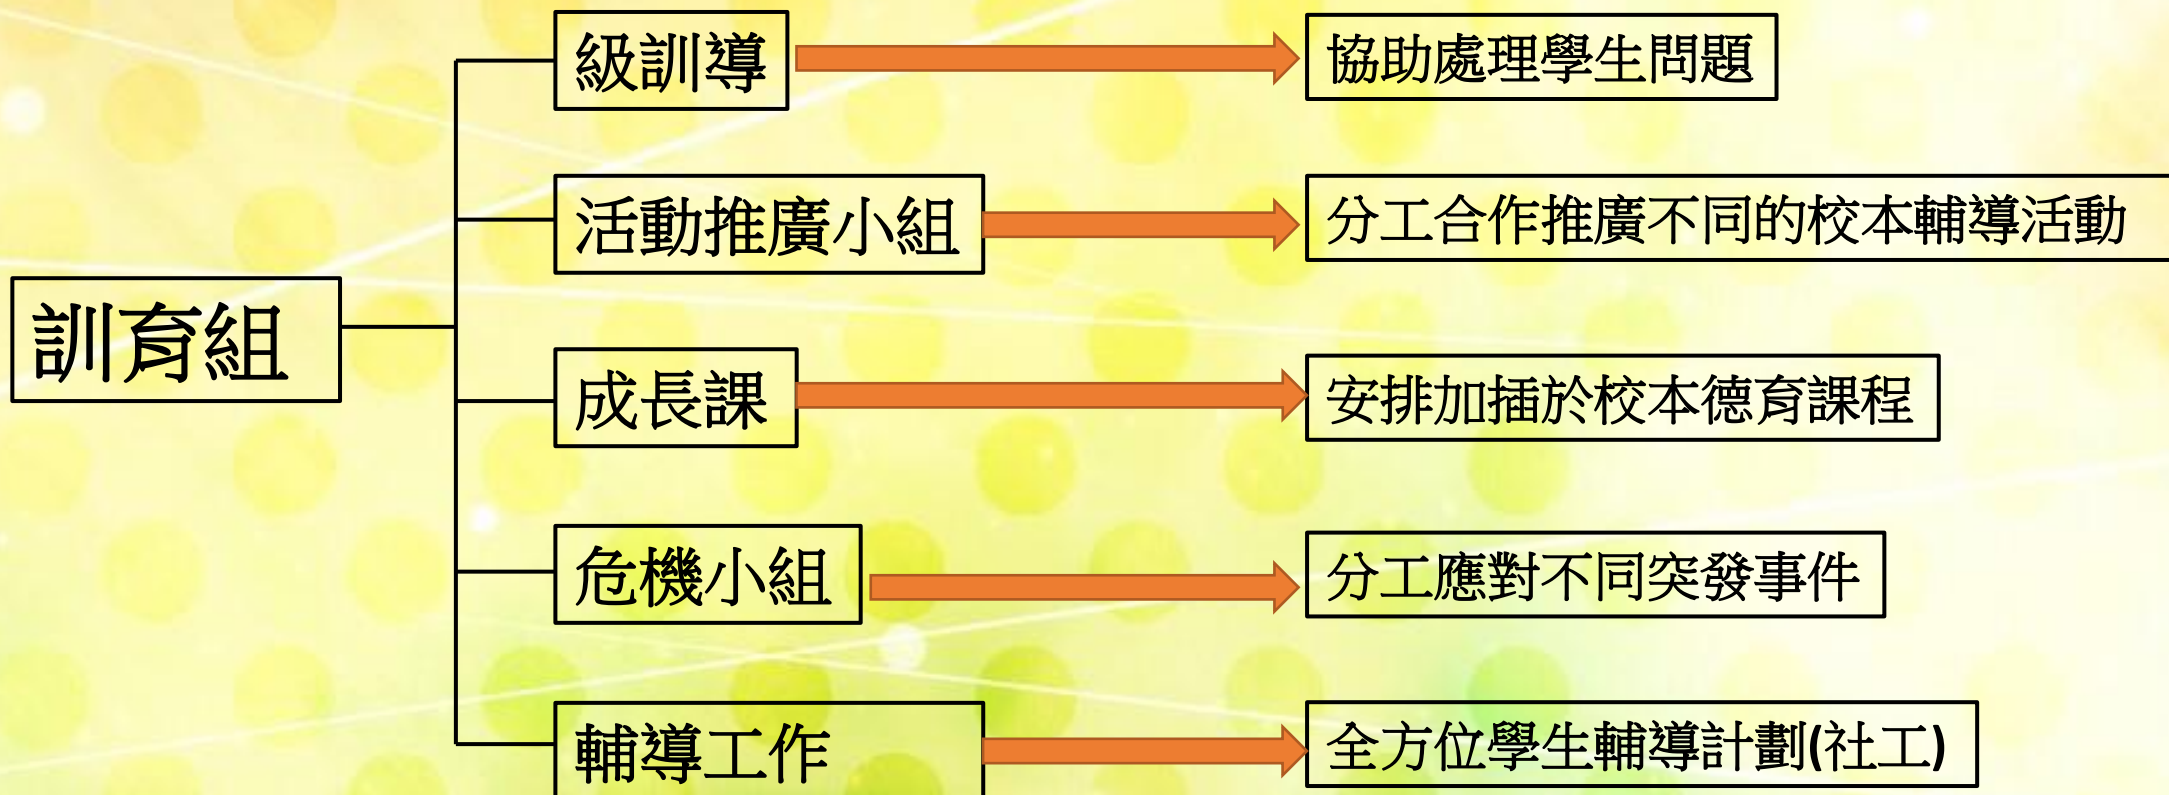 級訓導
協助處理學生問題
活動推廣小組
分工合作推廣不同的校本輔導活動
訓育組
成長課
安排加插於校本德育課程
危機小組
分工應對不同突發事件
輔導工作
全方位學生輔導計劃(社工)